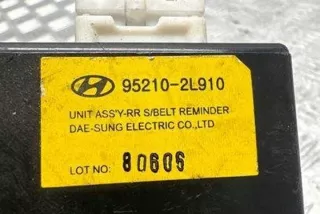 95210-2L910
UNIT ASS'Y-RR S/BELT REMINDER
DAE-SUNG ELECTRIC CO.,LTD
LOT NO: 80606